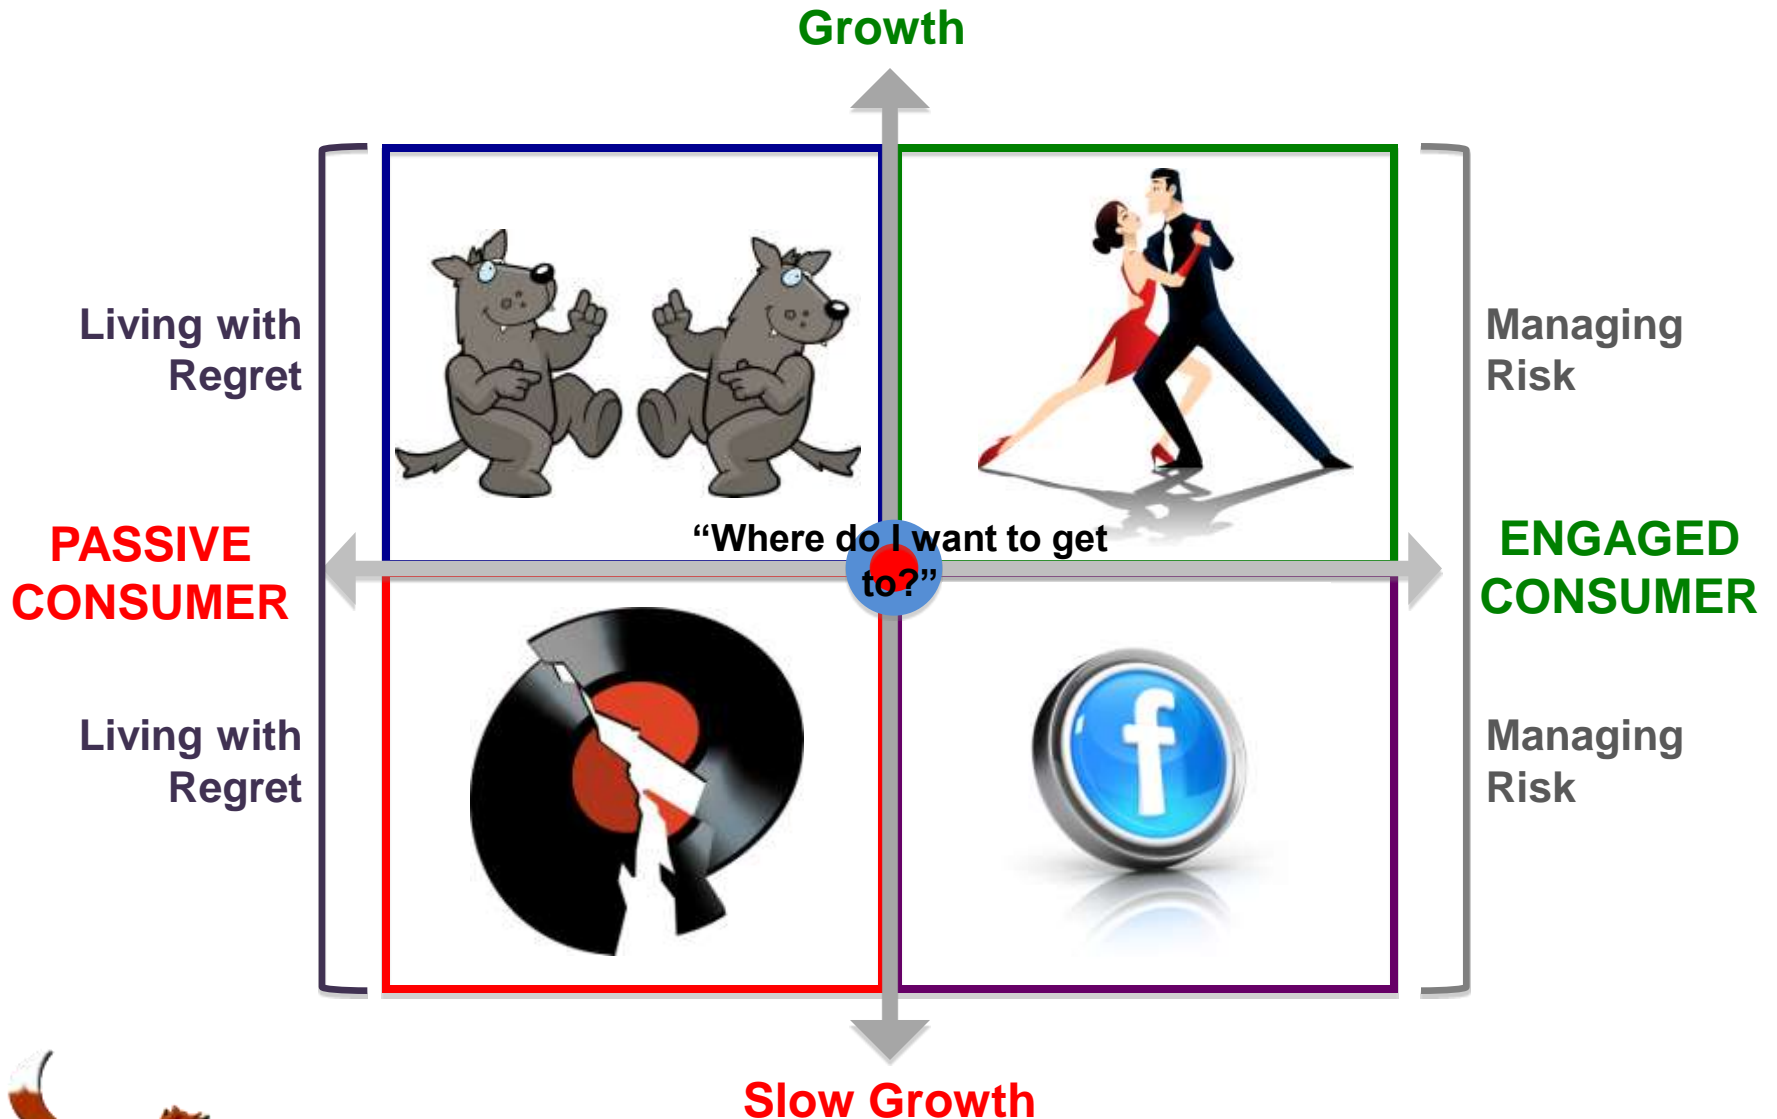 Growth
Living with
Regret
Managing
Risk
“Where do I want to get
to?”
PASSIVE
CONSUMER
ENGAGED
CONSUMER
f
Living with
Regret
Managing
Risk
Slow Growth